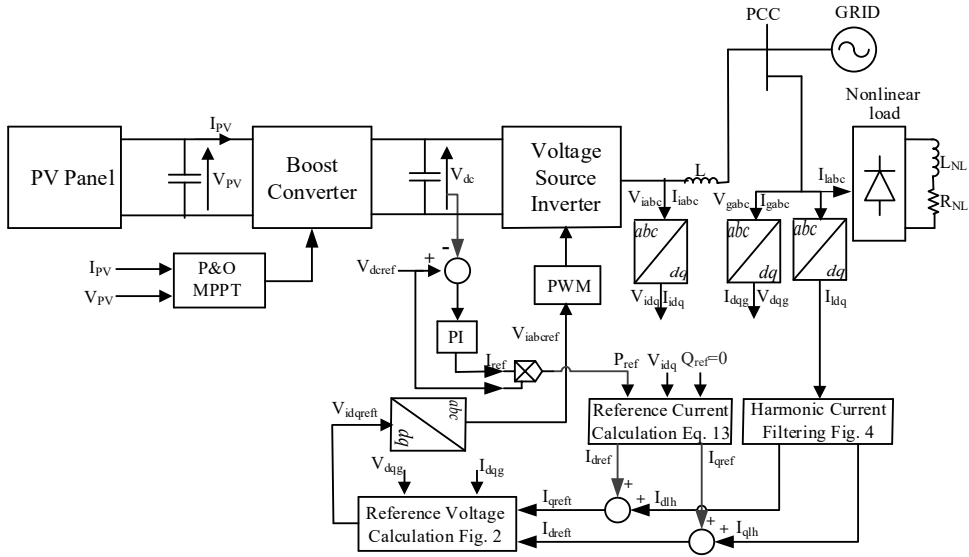 PCC
GRID
Nonlinear
load
I_PV
PV Panel
V_PV
Boost
Converter
V_dc
Voltage
Source
Inverter
L
L_NL
R_NL
I_labc
V_iabc
I_iabc
V_gabc
I_gabc
abc
dq
abc
dq
abc
dq
V_idq
I_idq
I_dqg
V_dqg
I_ldq
I_PV
V_PV
P&O
MPPT
-
V_dcref
+
PWM
PI
V_iabcref
I_ref
P_ref
V_idq
Q_ref=0
V_idqreft
abc
dq
Reference Current
Calculation Eq. 13
Harmonic Current
Filtering Fig. 4
I_dref
I_qref
V_dqg
I_dqg
Reference Voltage
Calculation Fig. 2
I_qreft
+
+
I_dlh
I_dreft
+
+
I_qlh